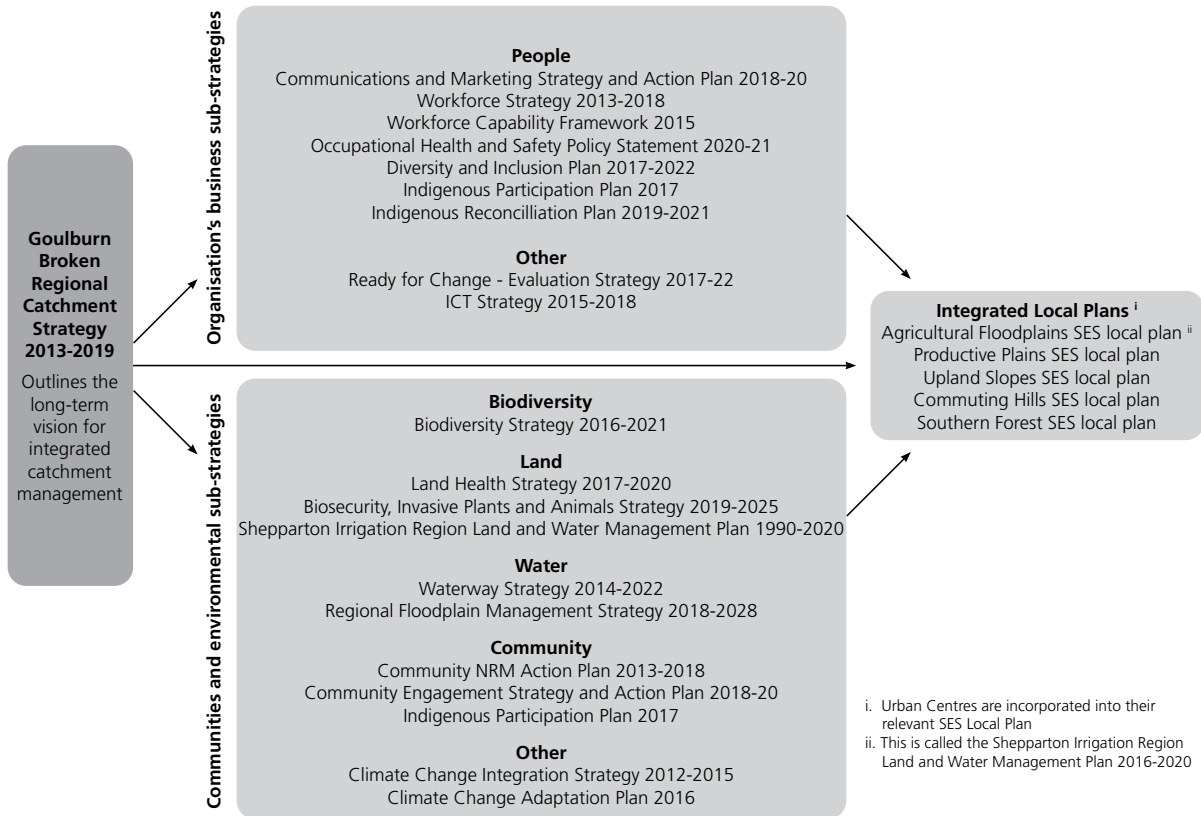 Goulburn
Broken
Regional
Catchment
Strategy
2013-2019
Outlines the
long-term
vision for
integrated
catchment
management
Organisation's business sub-strategies
People
Communications and Marketing Strategy and Action Plan 2018-20
Workforce Strategy 2013-2018
Workforce Capability Framework 2015
Occupational Health and Safety Policy Statement 2020-21
Diversity and Inclusion Plan 2017-2022
Indigenous Participation Plan 2017
Indigenous Reconcilliation Plan 2019-2021
Other
Ready for Change - Evaluation Strategy 2017-22
ICT Strategy 2015-2018
Communities and environmental sub-strategies
Biodiversity
Biodiversity Strategy 2016-2021
Land
Land Health Strategy 2017-2020
Biosecurity, Invasive Plants and Animals Strategy 2019-2025
Shepparton Irrigation Region Land and Water Management Plan 1990-2020
Water
Waterway Strategy 2014-2022
Regional Floodplain Management Strategy 2018-2028
Community
Community NRM Action Plan 2013-2018
Community Engagement Strategy and Action Plan 2018-20
Indigenous Participation Plan 2017
Other
Climate Change Integration Strategy 2012-2015
Climate Change Adaptation Plan 2016
Integrated Local Plans i
Agricultural Floodplains SES local plan ii
Productive Plains SES local plan
Upland Slopes SES local plan
Commuting Hills SES local plan
Southern Forest SES local plan
i. Urban Centres are incorporated into their
relevant SES Local Plan
ii. This is called the Shepparton Irrigation Region
Land and Water Management Plan 2016-2020